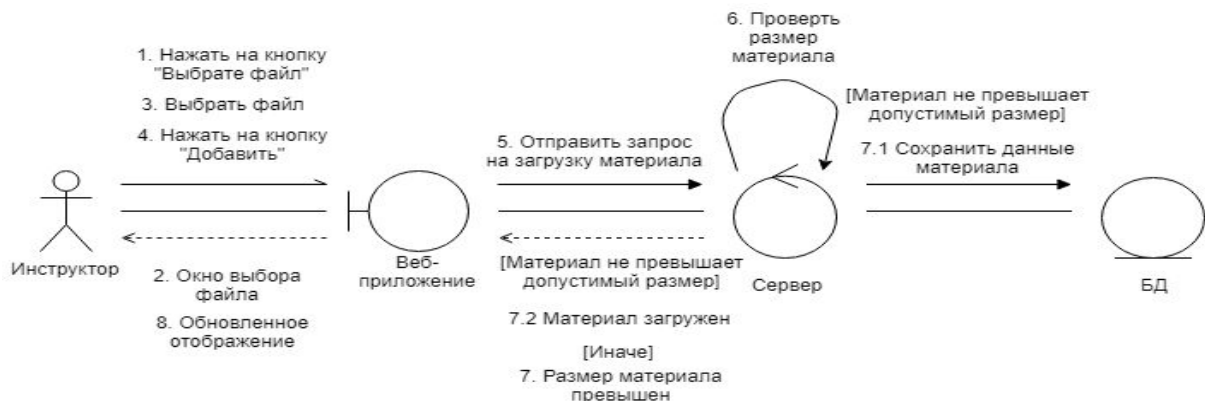 1. Нажать на кнопку
"Выбрате файл"
3. Выбрать файл
4. Нажать на кнопку
"Добавить"
Инструктор
2. Окно выбора
файла
8. Обновленное
отображение
Веб-
приложение
5. Отправить запрос
на загрузку материала
[Материал не превышает
допустимый размер]
7.2 Материал загружен
[Иначе]
7. Размер материала
превышен
6. Проверть
размер
материала
Сервер
[Материал не превышает
допустимый размер]
7.1 Сохранить данные
материала
БД